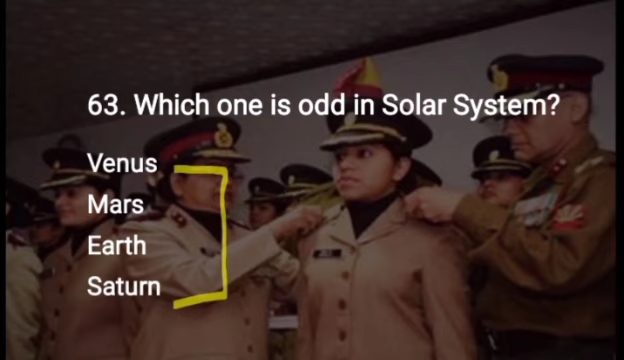 63. Which one is odd in Solar System?
Venus
Mars
Earth
Saturn